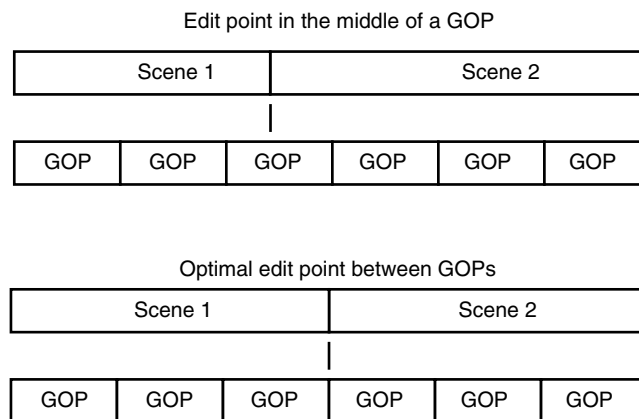 Edit point in the middle of a GOP
Scene 1 Scene 2
GOP GOP GOP GOP GOP GOP
Optimal edit point between GOPs
Scene 1 Scene 2
GOP GOP GOP GOP GOP GOP